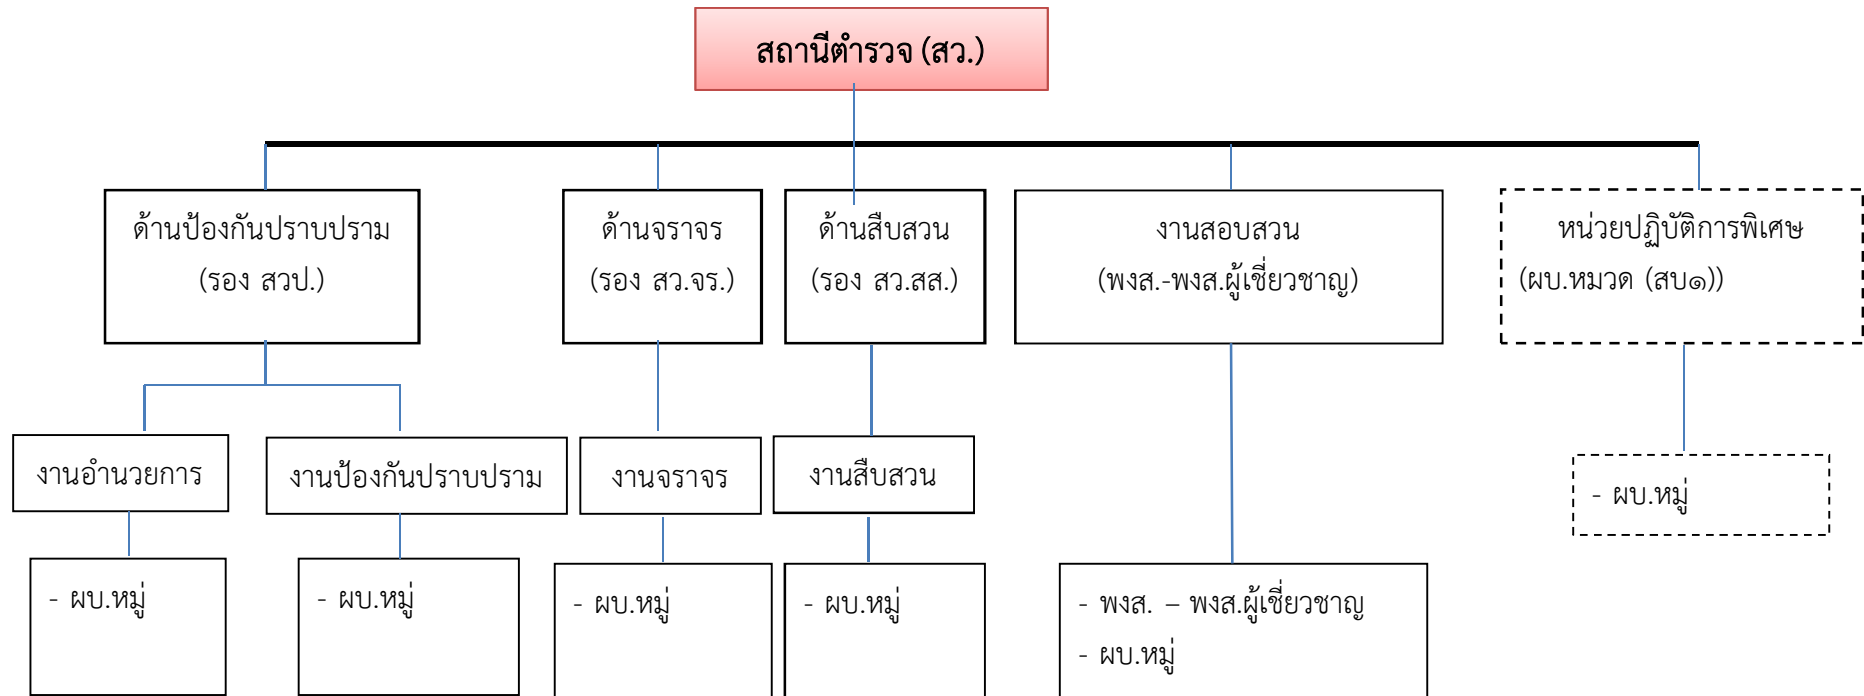 สถานีตำรวจ (สว.)
ด้านป้องกันปราบปราม
(รอง สวป.)
ด้านจราจร
(รอง สว.จร.)
ด้านสืบสวน
(รอง สว.สส.)
งานสอบสวน
(พงส.-พงส.ผู้เชี่ยวชาญ)
หน่วยปฏิบัติการพิเศษ
(ผบ.หมวด (สบ๑))
งานอำนวยการ
งานป้องกันปราบปราม
งานจราจร
งานสืบสวน
- ผบ.หมู่
- ผบ.หมู่
- ผบ.หมู่
- ผบ.หมู่
- ผบ.หมู่
- พงส. – พงส.ผู้เชี่ยวชาญ
- ผบ.หมู่